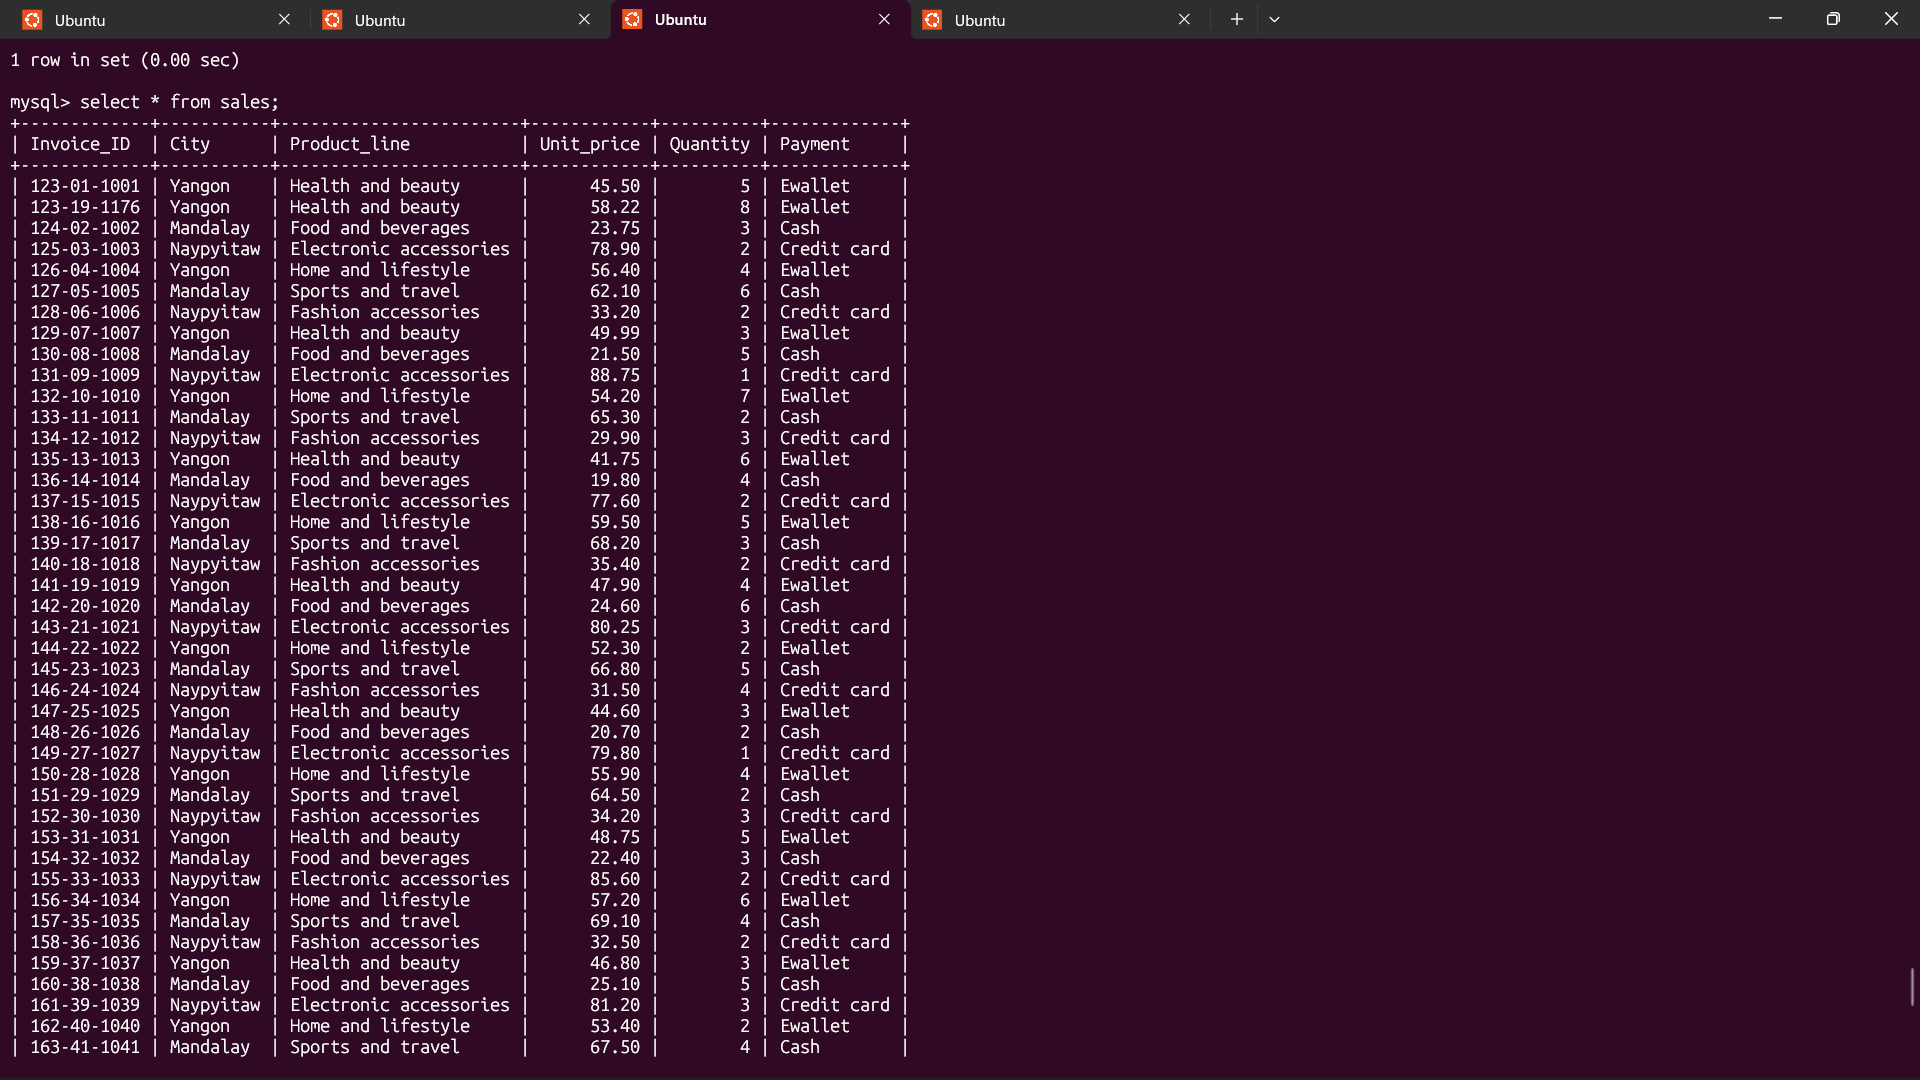 Ubuntu Ubuntu Ubuntu Ubuntu
1 row in set (0.00 sec)
mysql> select * from sales;
+-------------+-----------+------------------------+------------+----------+-------------+
| Invoice_ID | City | Product_line | Unit_price | Quantity | Payment |
+-------------+-----------+------------------------+------------+----------+-------------+
| 123-01-1001 | Yangon | Health and beauty | 45.50 | 5 | Ewallet |
| 123-19-1176 | Yangon | Health and beauty | 58.22 | 8 | Ewallet |
| 124-02-1002 | Mandalay | Food and beverages | 23.75 | 3 | Cash |
| 125-03-1003 | Naypyitaw | Electronic accessories | 78.90 | 2 | Credit card |
| 126-04-1004 | Yangon | Home and lifestyle | 56.40 | 4 | Ewallet |
| 127-05-1005 | Mandalay | Sports and travel | 62.10 | 6 | Cash |
| 128-06-1006 | Naypyitaw | Fashion accessories | 33.20 | 2 | Credit card |
| 129-07-1007 | Yangon | Health and beauty | 49.99 | 3 | Ewallet |
| 130-08-1008 | Mandalay | Food and beverages | 21.50 | 5 | Cash |
| 131-09-1009 | Naypyitaw | Electronic accessories | 88.75 | 1 | Credit card |
| 132-10-1010 | Yangon | Home and lifestyle | 54.20 | 7 | Ewallet |
| 133-11-1011 | Mandalay | Sports and travel | 65.30 | 2 | Cash |
| 134-12-1012 | Naypyitaw | Fashion accessories | 29.90 | 3 | Credit card |
| 135-13-1013 | Yangon | Health and beauty | 41.75 | 6 | Ewallet |
| 136-14-1014 | Mandalay | Food and beverages | 19.80 | 4 | Cash |
| 137-15-1015 | Naypyitaw | Electronic accessories | 77.60 | 2 | Credit card |
| 138-16-1016 | Yangon | Home and lifestyle | 59.50 | 5 | Ewallet |
| 139-17-1017 | Mandalay | Sports and travel | 68.20 | 3 | Cash |
| 140-18-1018 | Naypyitaw | Fashion accessories | 35.40 | 2 | Credit card |
| 141-19-1019 | Yangon | Health and beauty | 47.90 | 4 | Ewallet |
| 142-20-1020 | Mandalay | Food and beverages | 24.60 | 6 | Cash |
| 143-21-1021 | Naypyitaw | Electronic accessories | 80.25 | 3 | Credit card |
| 144-22-1022 | Yangon | Home and lifestyle | 52.30 | 2 | Ewallet |
| 145-23-1023 | Mandalay | Sports and travel | 66.80 | 5 | Cash |
| 146-24-1024 | Naypyitaw | Fashion accessories | 31.50 | 4 | Credit card |
| 147-25-1025 | Yangon | Health and beauty | 44.60 | 3 | Ewallet |
| 148-26-1026 | Mandalay | Food and beverages | 20.70 | 2 | Cash |
| 149-27-1027 | Naypyitaw | Electronic accessories | 79.80 | 1 | Credit card |
| 150-28-1028 | Yangon | Home and lifestyle | 55.90 | 4 | Ewallet |
| 151-29-1029 | Mandalay | Sports and travel | 64.50 | 2 | Cash |
| 152-30-1030 | Naypyitaw | Fashion accessories | 34.20 | 3 | Credit card |
| 153-31-1031 | Yangon | Health and beauty | 48.75 | 5 | Ewallet |
| 154-32-1032 | Mandalay | Food and beverages | 22.40 | 3 | Cash |
| 155-33-1033 | Naypyitaw | Electronic accessories | 85.60 | 2 | Credit card |
| 156-34-1034 | Yangon | Home and lifestyle | 57.20 | 6 | Ewallet |
| 157-35-1035 | Mandalay | Sports and travel | 69.10 | 4 | Cash |
| 158-36-1036 | Naypyitaw | Fashion accessories | 32.50 | 2 | Credit card |
| 159-37-1037 | Yangon | Health and beauty | 46.80 | 3 | Ewallet |
| 160-38-1038 | Mandalay | Food and beverages | 25.10 | 5 | Cash |
| 161-39-1039 | Naypyitaw | Electronic accessories | 81.20 | 3 | Credit card |
| 162-40-1040 | Yangon | Home and lifestyle | 53.40 | 2 | Ewallet |
| 163-41-1041 | Mandalay | Sports and travel | 67.50 | 4 | Cash |